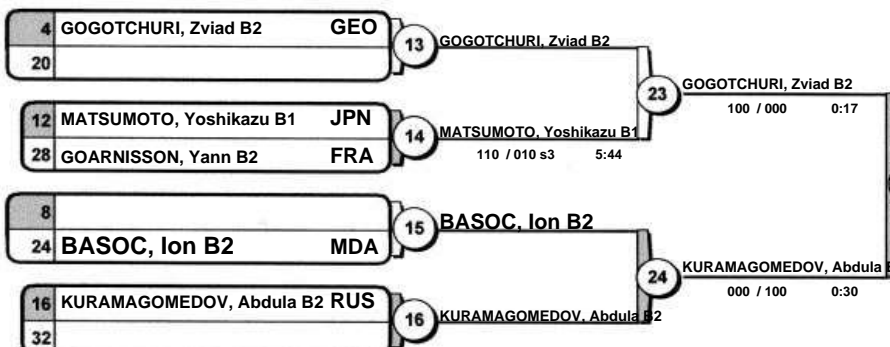 4 GOGOTCHURI, Zviad B2 GEO
20
13
GOGOTCHURI, Zviad B2
12 MATSUMOTO, Yoshikazu B1 JPN
28 GOARNISSON, Yann B2 FRA
14
MATSUMOTO, Yoshikazu B1
110 / 010 s3 5:44
23
GOGOTCHURI, Zviad B2
100 / 000 0:17
8
24 BASOC, Ion B2 MDA
15
BASOC, Ion B2
16 KURAMAGOMEDOV, Abdula B2 RUS
32
16
KURAMAGOMEDOV, Abdula B2
24
KURAMAGOMEDOV, Abdula B
000 / 100 0:30